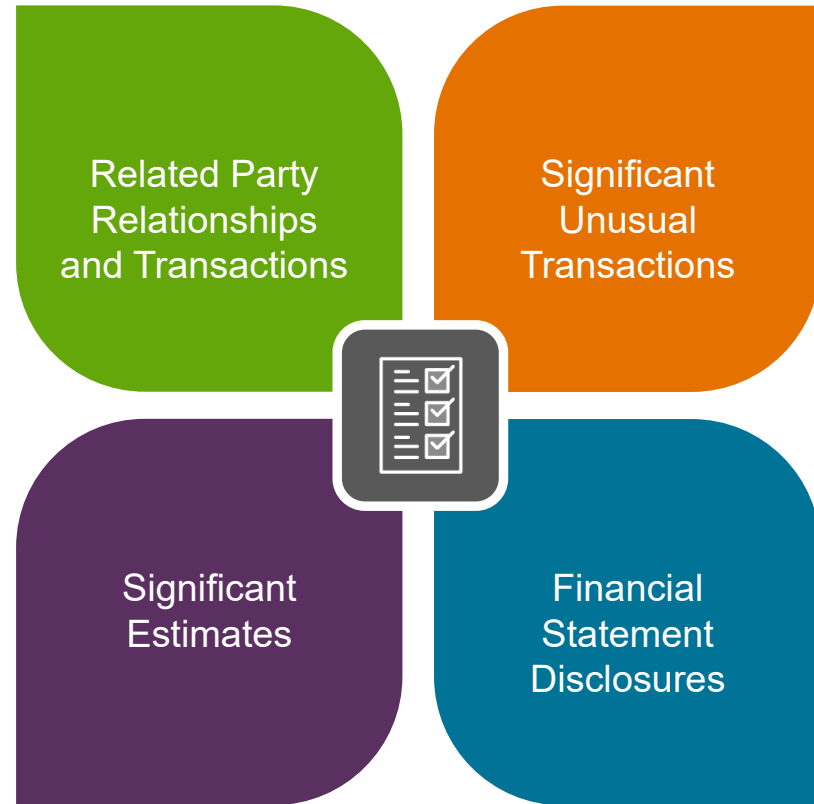 Related Party
Relationships
and Transactions
Significant
Unusual
Transactions
Significant
Estimates
Financial
Statement
Disclosures